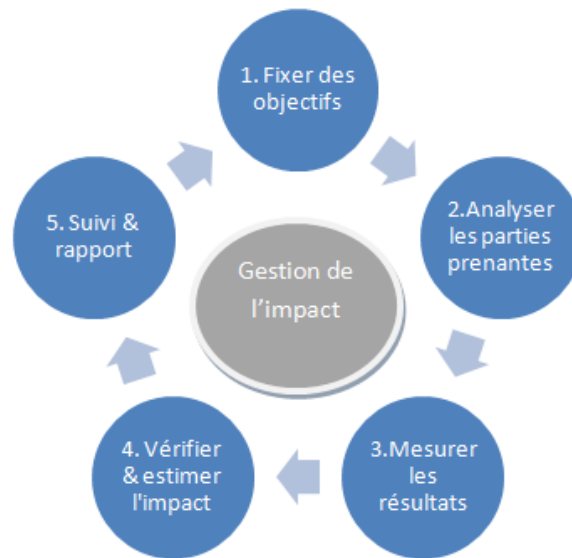 1. Fixer des
objectifs
2.Analyser
les parties
prenantes
3.Mesurer
les
résultats
4. Vérifier
& estimer
l'impact
5. Suivi &
rapport
Gestion de
l’impact